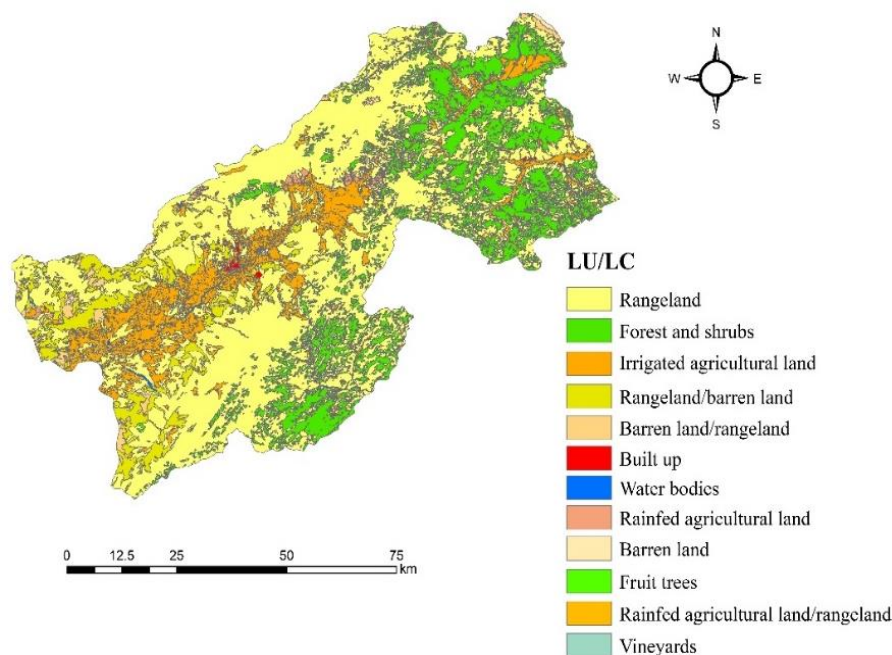 N
W E
S
LU/LC
Rangeland
Forest and shrubs
Irrigated agricultural land
Rangeland/barren land
Barren land/rangeland
Built up
Water bodies
Rainfed agricultural land
Barren land
Fruit trees
Rainfed agricultural land/rangeland
Vineyards
0 12.5 25 50 75
km